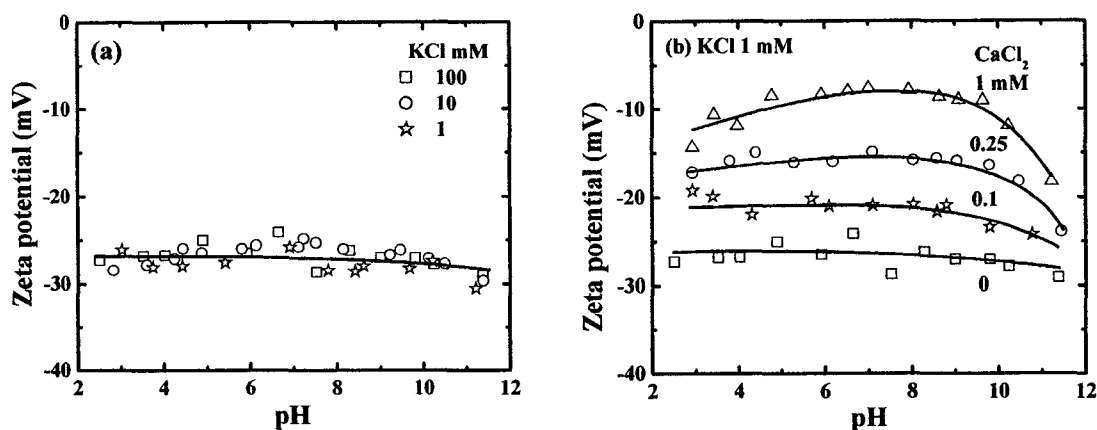 (a)
KCl mM
100
10
1
0
-10
-20
-30
-40
Zeta potential (mV)
2 4 6 8 10 12
pH
(b) KCl 1 mM
CaCl2
1 mM
0.25
0.1
0
0
-10
-20
-30
-40
Zeta potential (mV)
2 4 6 8 10 12
pH